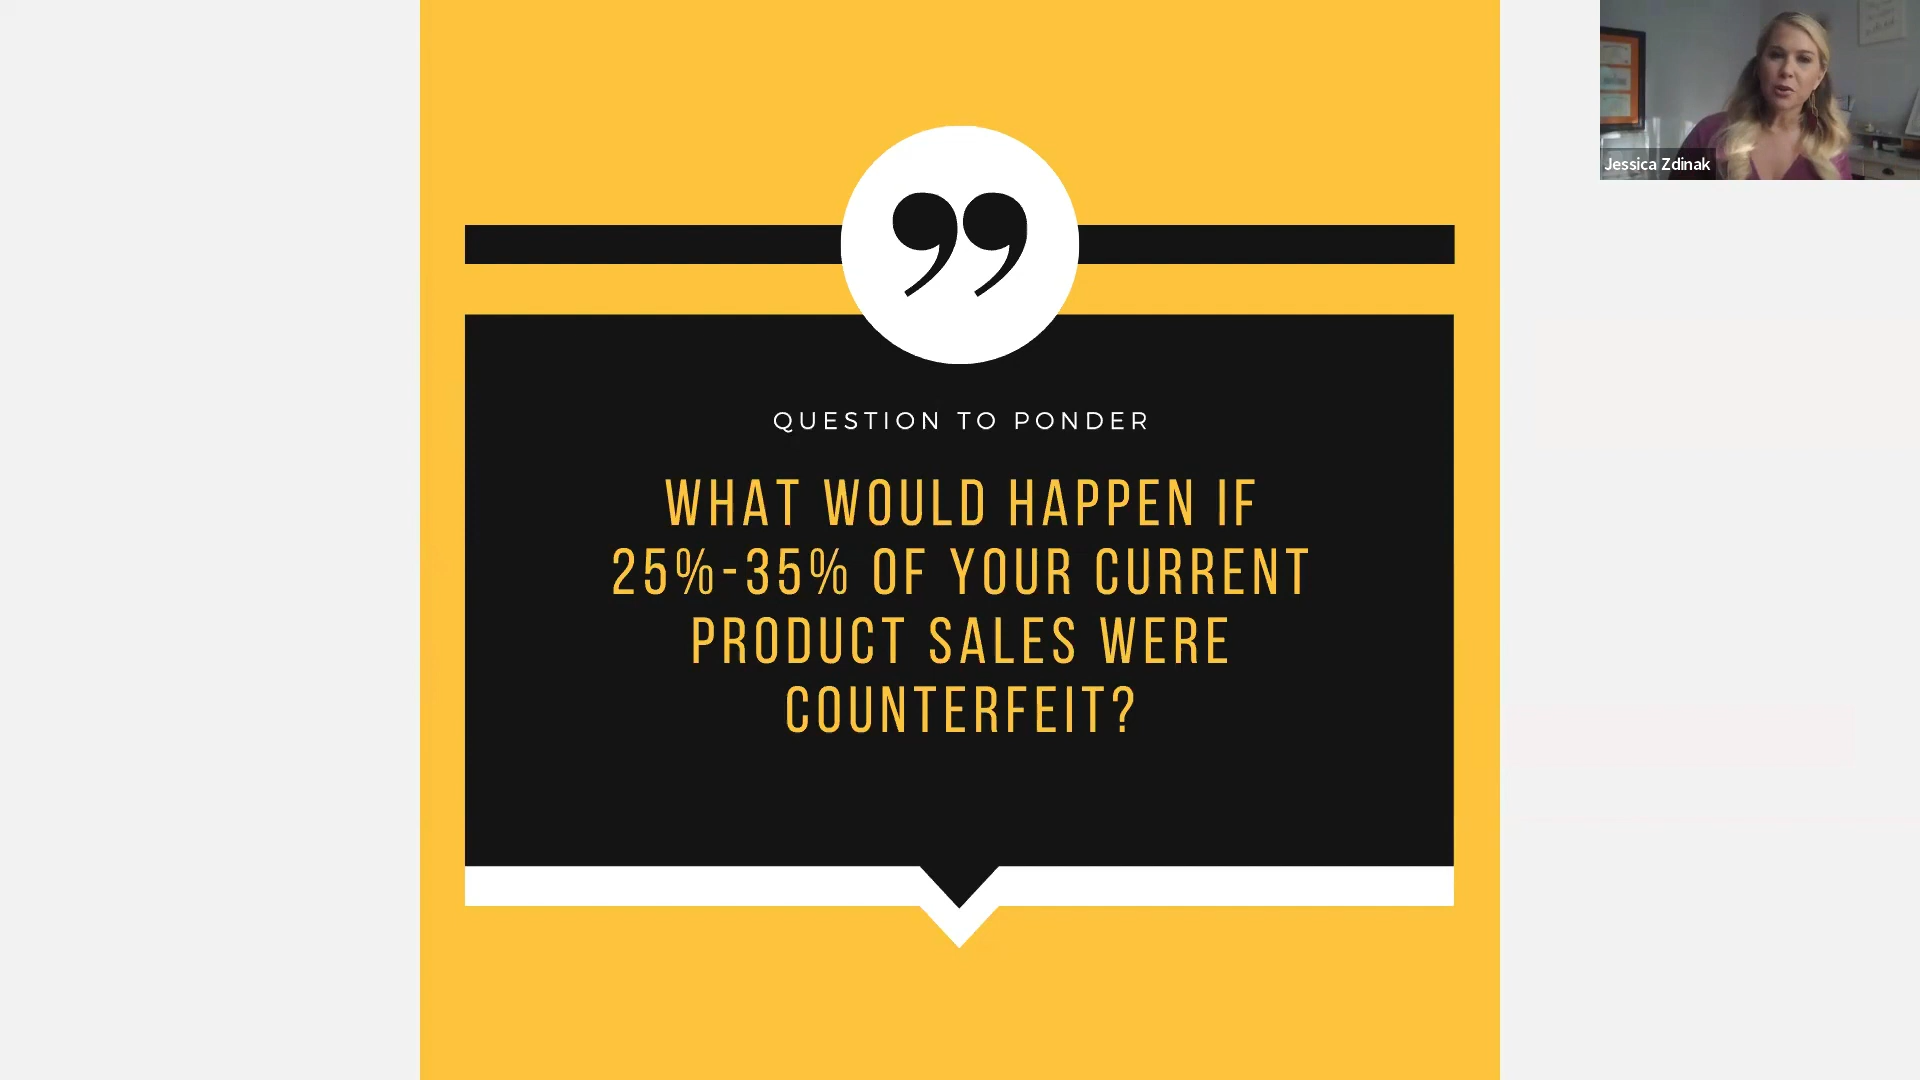 Jessica Zdinak
”
QUESTION TO PONDER
WHAT WOULD HAPPEN IF
25%-35% OF YOUR CURRENT
PRODUCT SALES WERE
COUNTERFEIT?